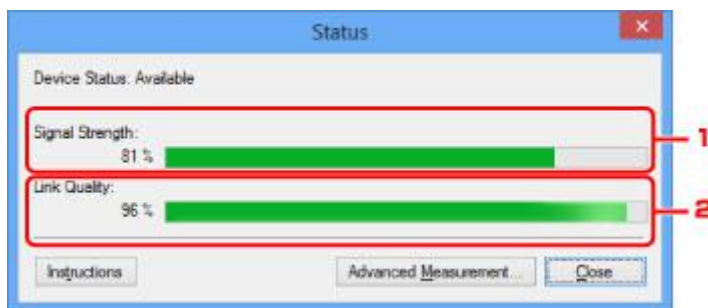 Status
Device Status: Available
Signal Strength:
81 %
1
Link Quality:
96 %
2
Instructions
Advanced Measurement...
Close